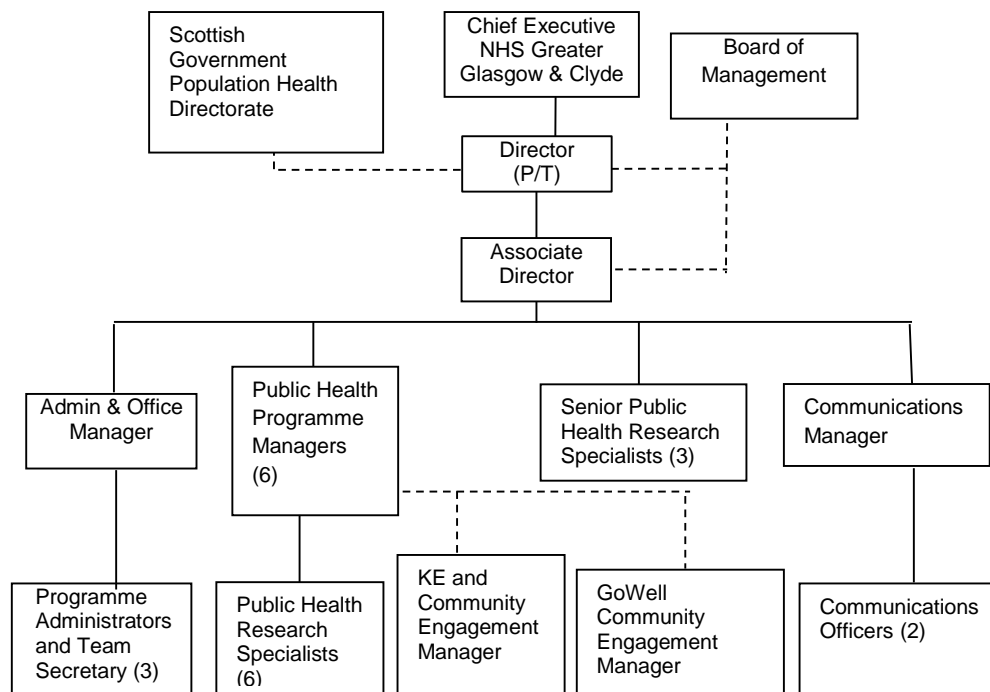 Scottish
Government
Population Health
Directorate
Chief Executive
NHS Greater
Glasgow & Clyde
Board of
Management
Director
(P/T)
Associate
Director
Admin & Office
Manager
Public Health
Programme
Managers
(6)
Senior Public
Health Research
Specialists (3)
Communications
Manager
Programme
Administrators
and Team
Secretary (3)
Public Health
Research
Specialists
(6)
KE and
Community
Engagement
Manager
GoWell
Community
Engagement
Manager
Communications
Officers (2)